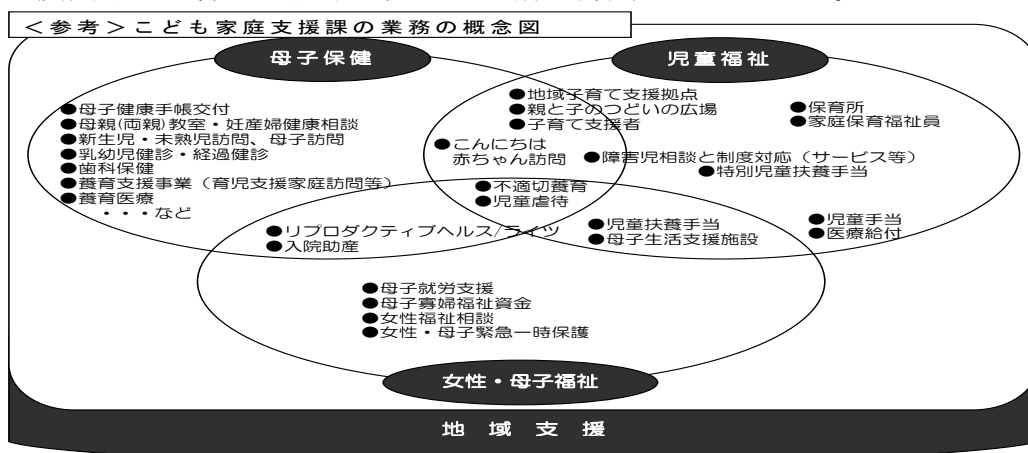 ＜参考＞こども家庭支援課の業務の概念図
母子保健
児童福祉
●母子健康手帳交付
●母親(両親)教室・妊産婦健康相談
●新生児・未熟児訪問、母子訪問
●乳幼児健診・経過健診
●歯科保健
●養育支援事業（育児支援家庭訪問等）
●養育医療
・・・など
●地域子育て支援拠点
●親と子のつどいの広場
●子育て支援者
●こんにちは
赤ちゃん訪問
●保育所
●家庭保育福祉員
●障害児相談と制度対応（サービス等）
●特別児童扶養手当
●不適切養育
●児童虐待
●リプロダクティブヘルス/ライツ
●入院助産
●児童扶養手当
●母子生活支援施設
●児童手当
●医療給付
●母子就労支援
●母子寡婦福祉資金
●女性福祉相談
●女性・母子緊急一時保護
女性・母子福祉
地域支援